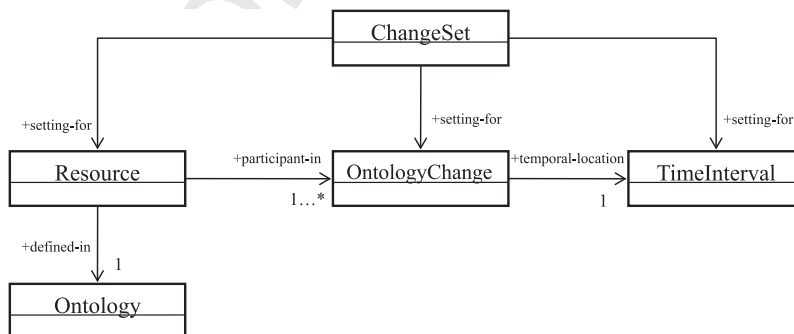 ChangeSet
+setting-for
+setting-for
+setting-for
Resource
+participant-in
1...*
OntologyChange
+temporal-location
1
TimeInterval
+defined-in
1
Ontology